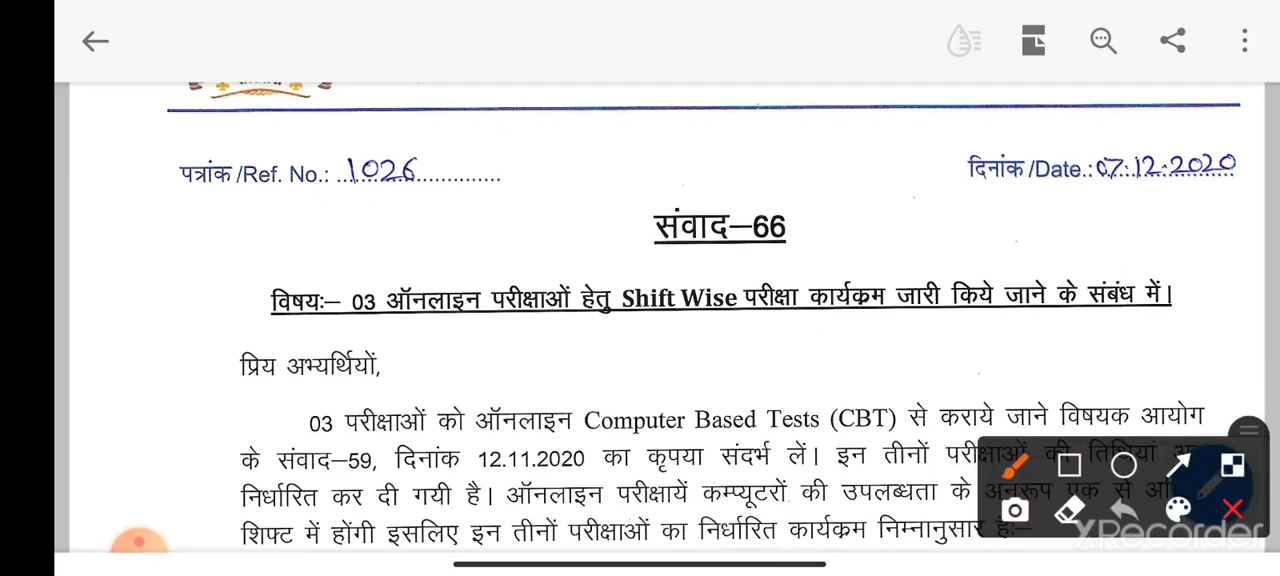 पत्रांक /Ref. No.: ...1026...............
दिनांक /Date.: 07.12.2020
संवाद–66
विषयः– 03 ऑनलाइन परीक्षाओं हेतु Shift Wise परीक्षा कार्यक्रम जारी किये जाने के संबंध में।
प्रिय अभ्यर्थियों,
03 परीक्षाओं को ऑनलाइन Computer Based Tests (CBT) से कराये जाने विषयक आयोग
के संवाद–59, दिनांक 12.11.2020 का कृपया संदर्भ लें। इन तीनों परीक्षाओं की तिथियां
निर्धारित कर दी गयी है। ऑनलाइन परीक्षायें कम्प्यूटरों की उपलब्धता के अनुरूप एक से
शिफ्ट में होंगी इसलिए इन तीनों परीक्षाओं का निर्धारित कार्यक्रम निम्नानुसार है:–
XRecorder